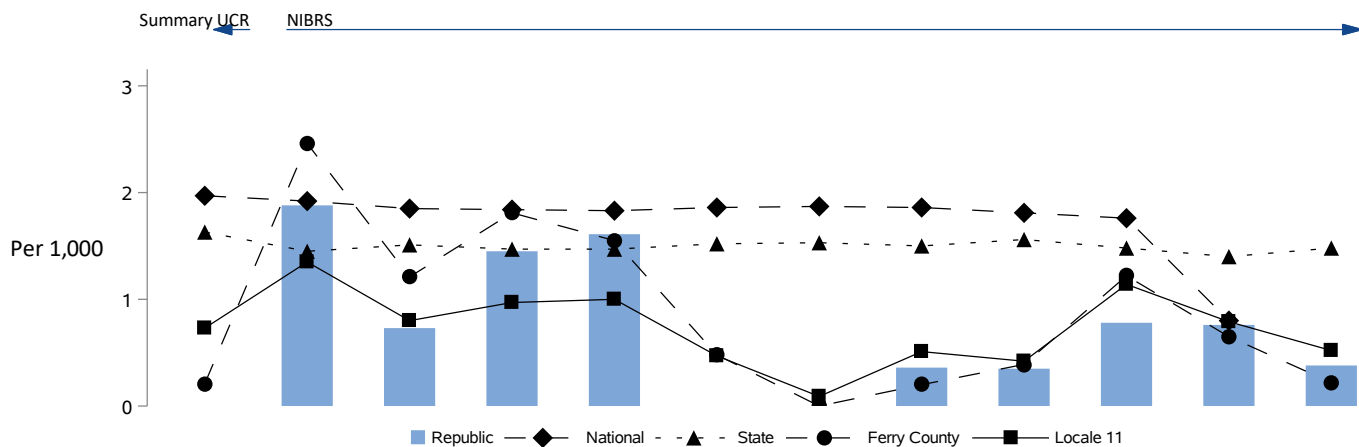 Summary UCR NIBRS
3
2
Per 1,000
1
0
Republic National State Ferry County Locale 11